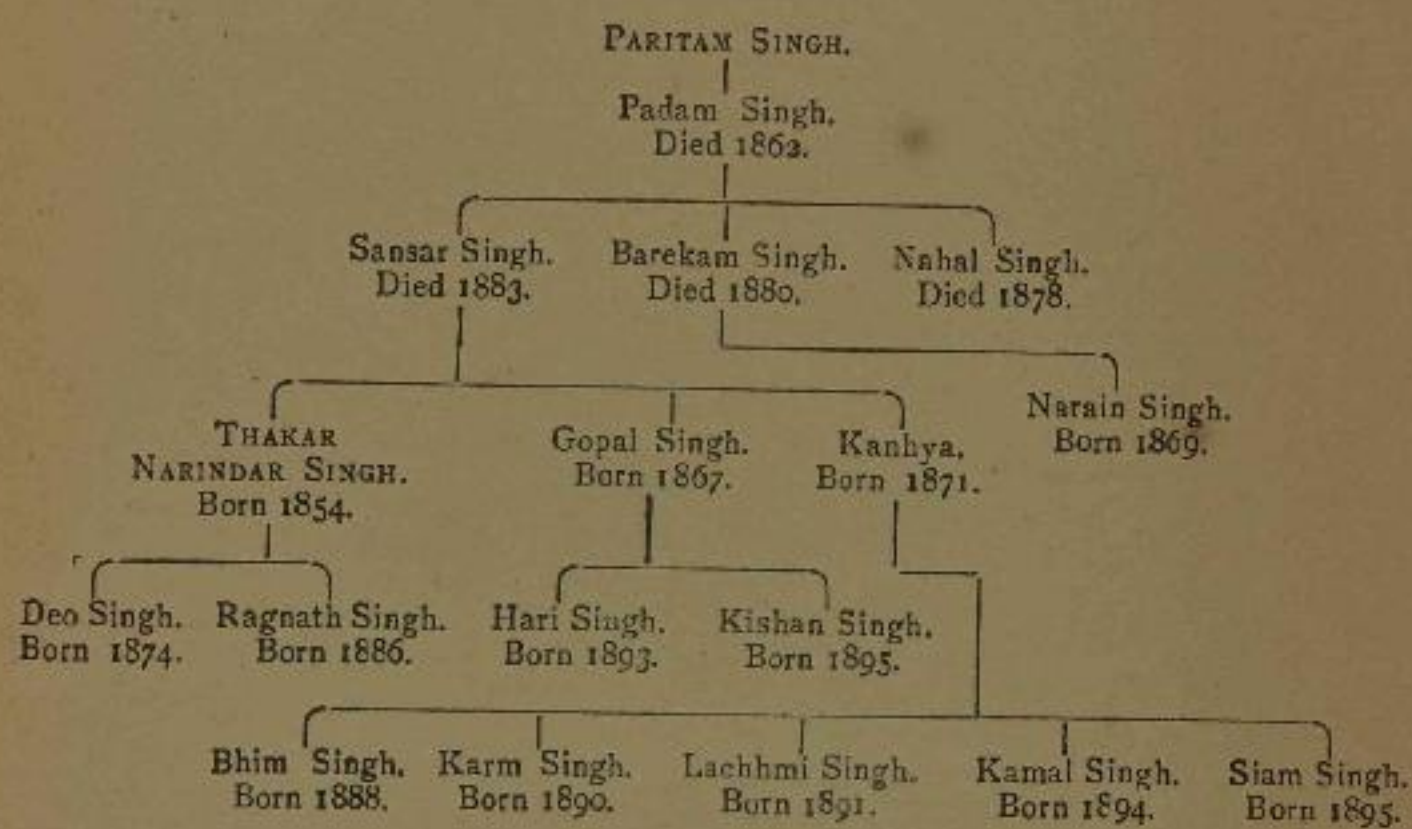 PARITAM SINGH.
Padam Singh.
Died 1862.
Sansar Singh. Barekam Singh. Nahal Singh.
Died 1883. Died 1880. Died 1878.
Narain Singh.
Born 1869.
THAKAR
NARINDAR SINGH.
Born 1854.
Gopal Singh. Kanhya.
Born 1867. Born 1871.
Deo Singh. Ragnath Singh. Hari Singh. Kishan Singh.
Born 1874. Born 1886. Born 1893. Born 1895.
Bhim Singh. Karm Singh. Lachhmi Singh. Kamal Singh. Siam Singh.
Born 1888. Born 1890. Born 1891. Born 1894. Born 1895.